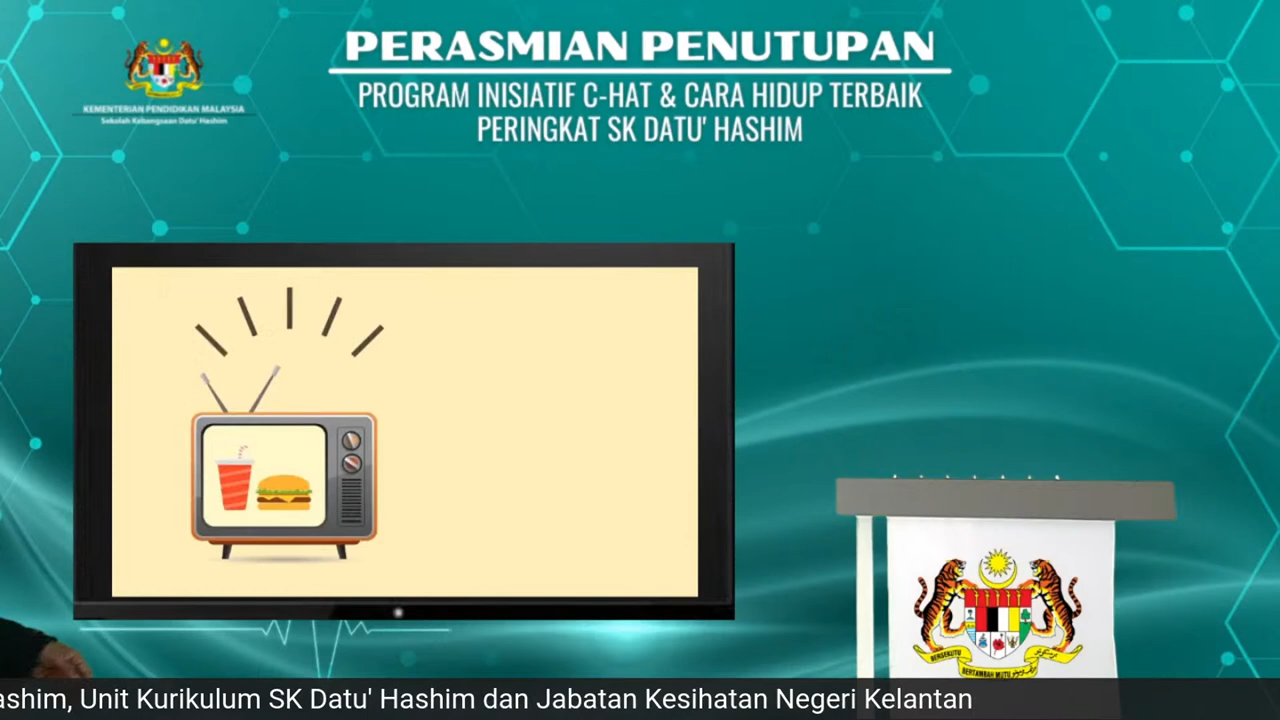 PERASMIAN PENUTUPAN
KEMENTERIAN PENDIDIKAN MALAYSIA
Sekolah Kebangsaan Datu' Hashim
PROGRAM INISIATIF C-HAT & CARA HIDUP TERBAIK
PERINGKAT SK DATU' HASHIM
BERSEKUTU
BERTAMBAH MUTU
ashim, Unit Kurikulum SK Datu' Hashim dan Jabatan Kesihatan Negeri Kelantan